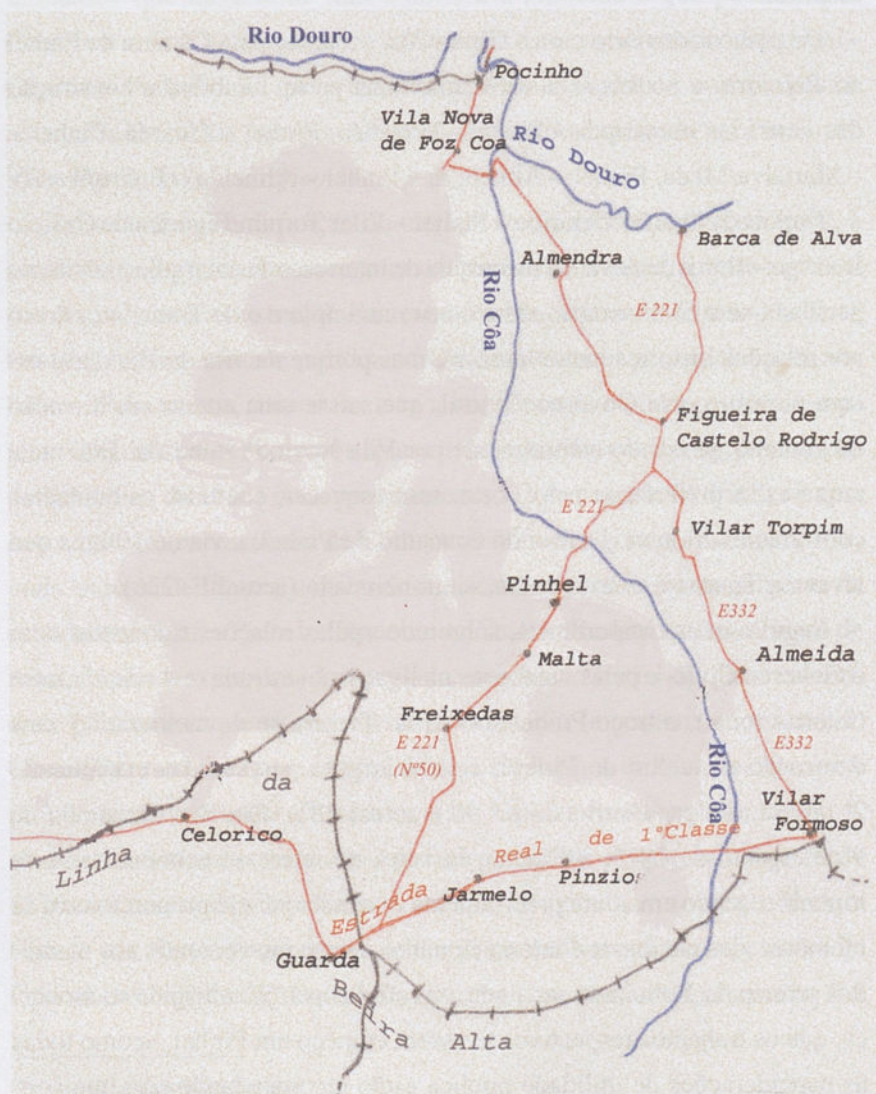 Rio Douro
Pocinho
Vila Nova
de Foz Coa
Rio Douro
Barca de Alva
Almendra
Rio Côa
E 221
Figueira de
Castelo Rodrigo
E 221
Vilar Torpim
Pinhel
E332
Malta
Almeida
Freixedas
E 221
(Nº50)
E332
Rio Côa
da
Vilar
Formoso
Celorico
Linha
Estrada Real de 1ªClasse
Pinzio
Jarmelo
Guarda
Beira
Alta